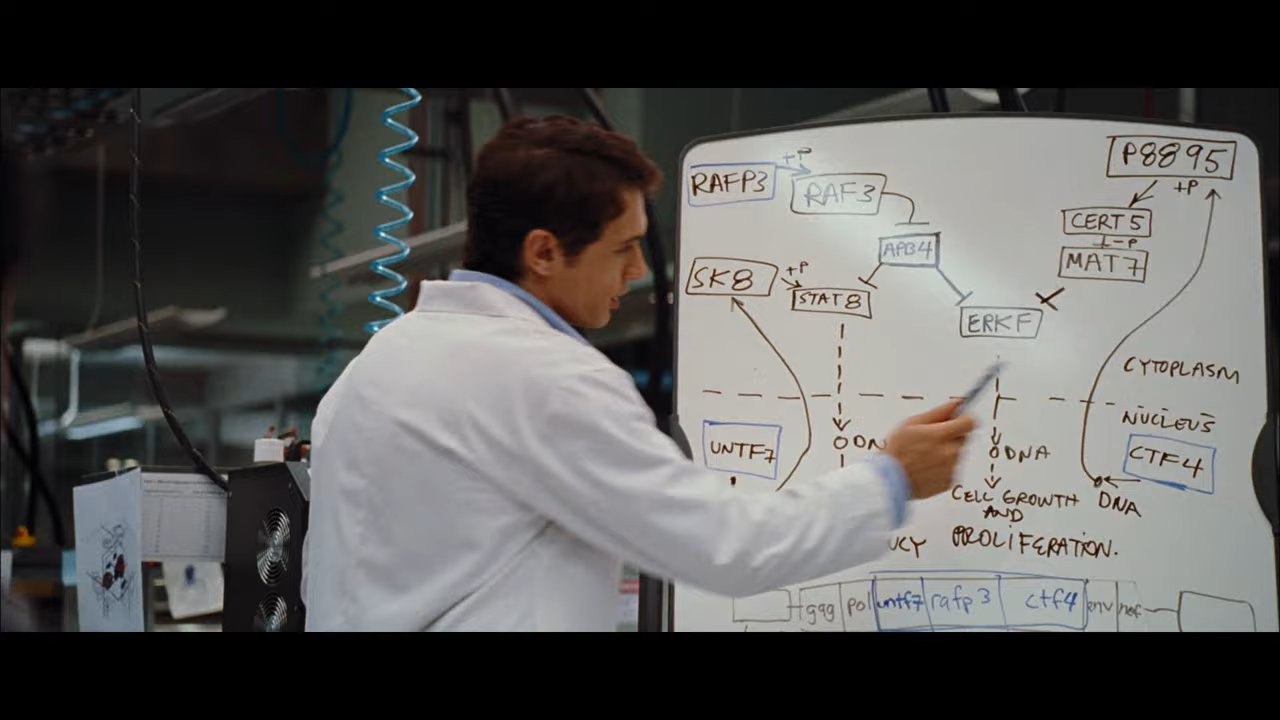 RAFP3
+P
RAF3
P8895
+P
CERT5
-P
MAT7
APB4
SK8
+P
STAT8
ERKF
CYTOPLASM
NUCLEUS
UNTF7
CTF4
DNA
DNA
CELL GROWTH
AND
PROLIFERATION.
gag pol untf7 rafp3 ctf4 env nef